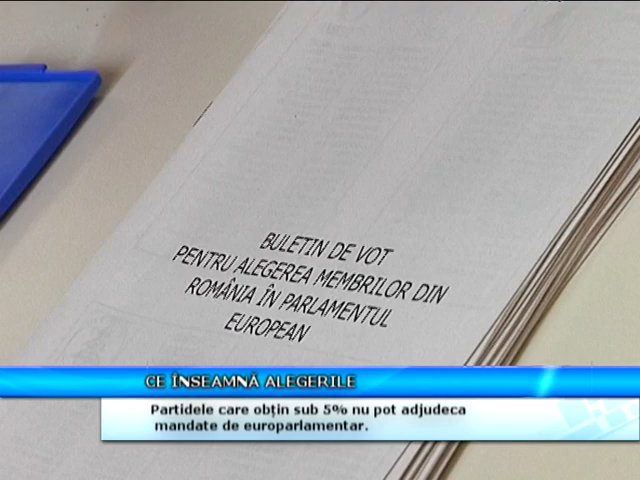 BULETIN DE VOT
PENTRU ALEGEREA MEMBRILOR DIN
ROMÂNIA ÎN PARLAMENTUL
EUROPEAN
CE ÎNSEAMNĂ ALEGERILE
Partidele care obțin sub 5% nu pot adjudeca
mandate de europarlamentar.